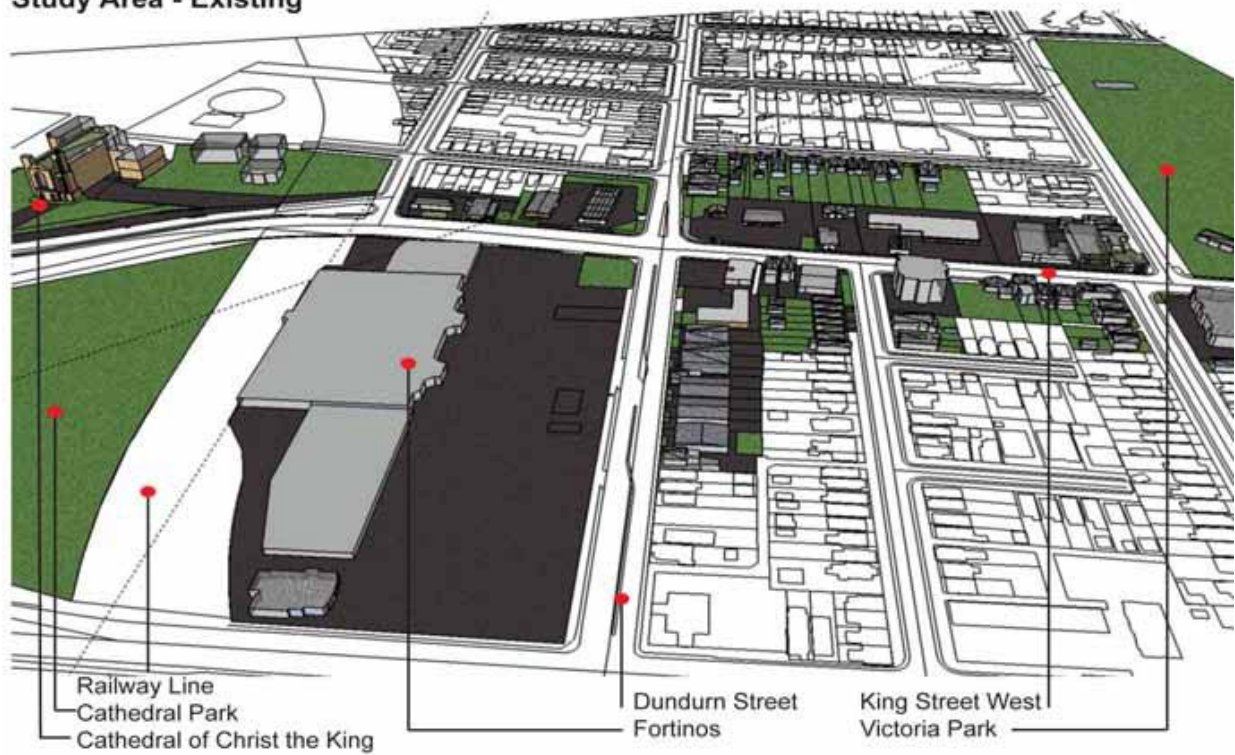 Study Area - Existing
Railway Line
Cathedral Park
Cathedral of Christ the King
Dundurn Street
Fortinos
King Street West
Victoria Park